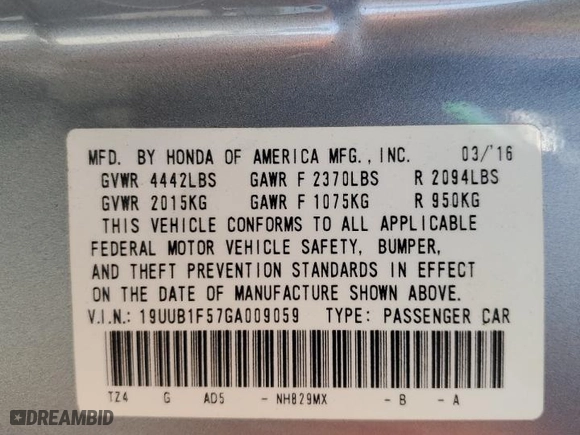 MFD. BY HONDA OF AMERICA MFG., INC. 03/'16
GVWR 4442LBS GAWR F 2370LBS R 2094LBS
GVWR 2015KG GAWR F 1075KG R 950KG
THIS VEHICLE CONFORMS TO ALL APPLICABLE
FEDERAL MOTOR VEHICLE SAFETY, BUMPER,
AND THEFT PREVENTION STANDARDS IN EFFECT
ON THE DATE OF MANUFACTURE SHOWN ABOVE.
V.I.N.: 19UUB1F57GA009059 TYPE: PASSENGER CAR
TZ4 G AD5 - NH829MX - B - A
DREAMBID